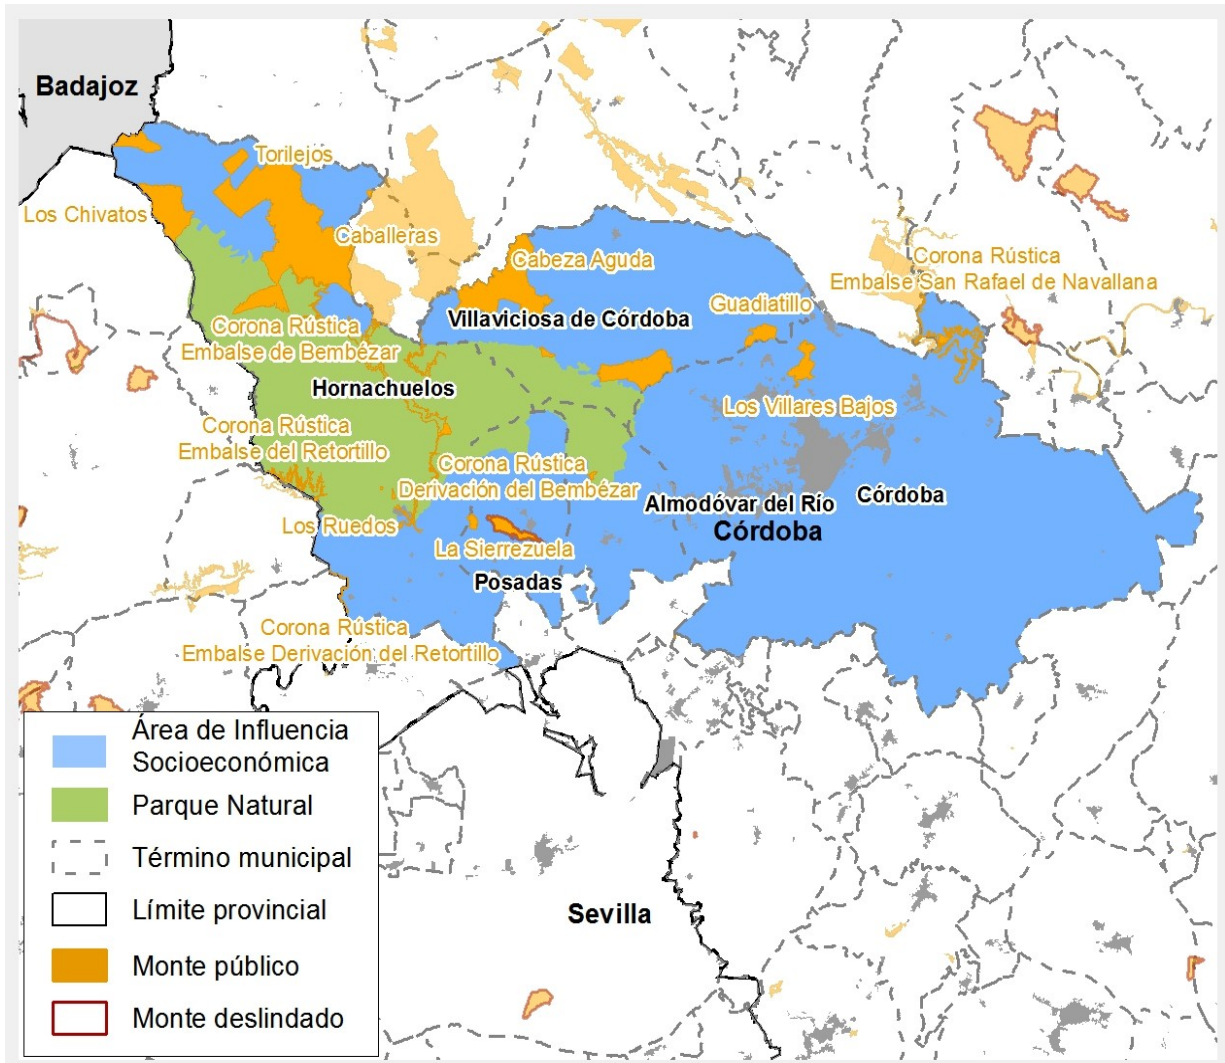 Badajoz
Torilejos
Los Chivatos
Caballeras
Cabeza Aguda
Corona Rústica
Embalse San Rafael de Navallana
Guadiatillo
Villaviciosa de Córdoba
Corona Rústica
Embalse de Bembézar
Hornachuelos
Los Villares Bajos
Corona Rústica
Embalse del Retortillo
Corona Rústica
Derivación del Bembézar
Almodóvar del Río
Córdoba
Los Ruedos
Córdoba
La Sierrezuela
Posadas
Corona Rústica
Embalse Derivación del Retortillo
Área de Influencia
Socioeconómica
Parque Natural
Término municipal
Límite provincial
Monte público
Monte deslindado
Sevilla